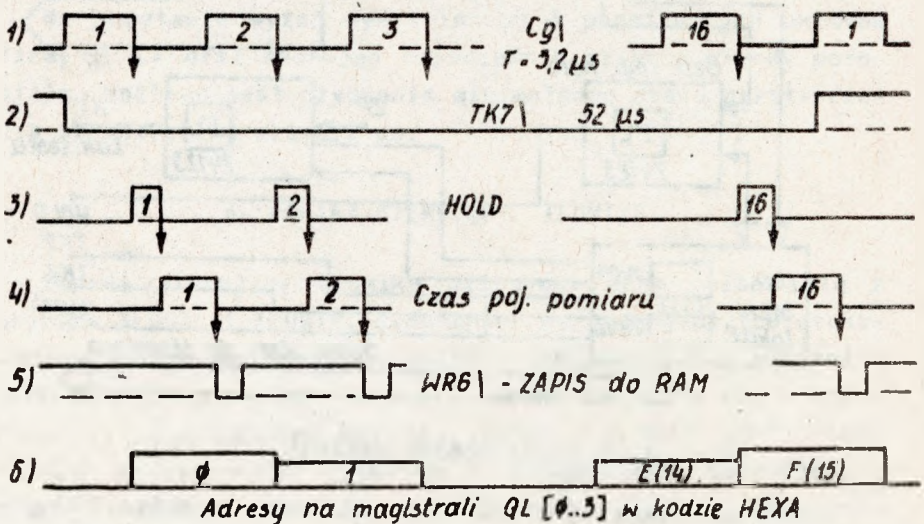 1) 1 2 3 Cg\ 16 1
T = 3,2 μs
2) TK7\ 52 μs
3) 1 2 HOLD 16
4) 1 2 Czas poj. pomiaru 16
5) WR6\ - ZAPIS do RAM
6) ϕ 1 E(14) F(15)
Adresy na magistrali QL [ϕ..3] w kodzie HEXA